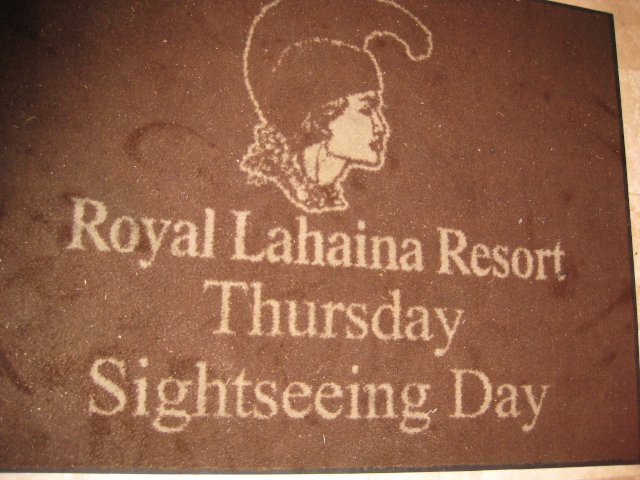 Royal Lahaina Resort
Thursday
Sightseeing Day